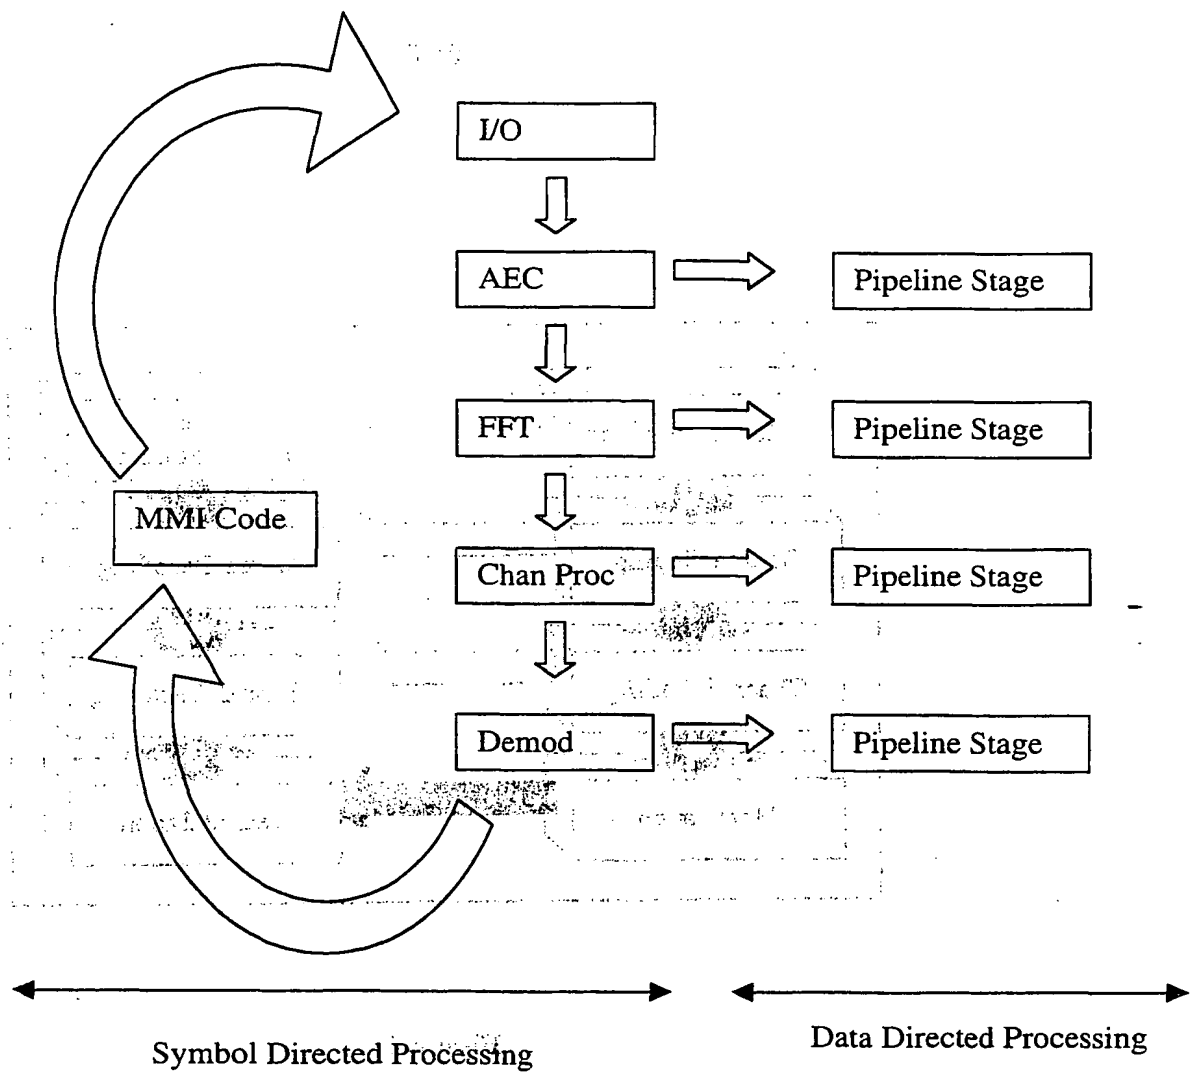 I/O
AEC
Pipeline Stage
FFT
Pipeline Stage
MMI Code
Chan Proc
Pipeline Stage
Demod
Pipeline Stage
Symbol Directed Processing
Data Directed Processing